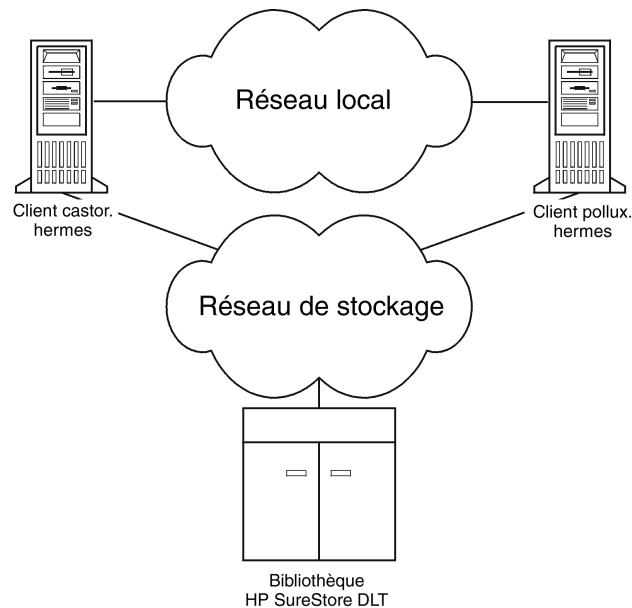 Réseau local
Client castor.
hermes
Client pollux.
hermes
Réseau de stockage
Bibliothèque
HP SureStore DLT